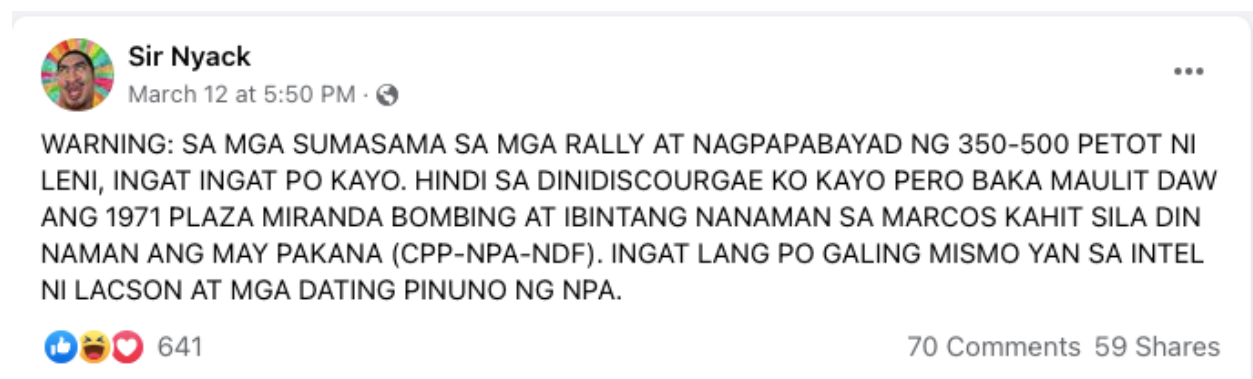 Sir Nyack
March 12 at 5:50 PM ·
WARNING: SA MGA SUMASAMA SA MGA RALLY AT NAGPAPABAYAD NG 350-500 PETOT NI
LENI, INGAT INGAT PO KAYO. HINDI SA DINIDISCOURGAE KO KAYO PERO BAKA MAULIT DAW
ANG 1971 PLAZA MIRANDA BOMBING AT IBINTANG NANAMAN SA MARCOS KAHIT SILA DIN
NAMAN ANG MAY PAKANA (CPP-NPA-NDF). INGAT LANG PO GALING MISMO YAN SA INTEL
NI LACSON AT MGA DATING PINUNO NG NPA.
641 70 Comments 59 Shares